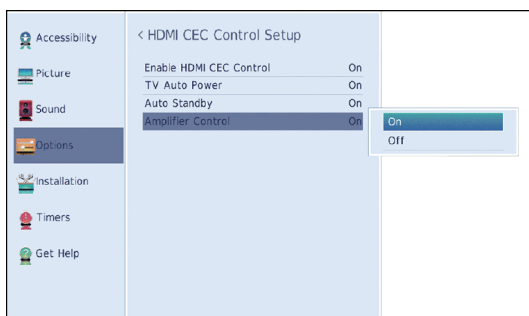 Accessibility
Picture
Sound
Options
Installation
Timers
Get Help
< HDMI CEC Control Setup
Enable HDMI CEC Control On
TV Auto Power On
Auto Standby On
Amplifier Control On
On
Off